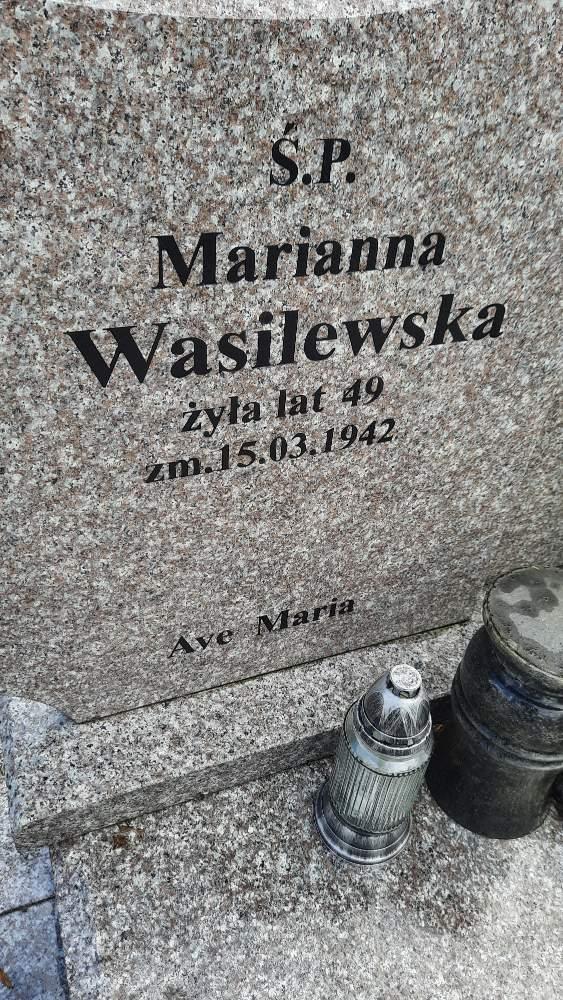 Ś.P.
Marianna
Wasilewska
żyła lat 49
zm.15.03.1942
Ave Maria